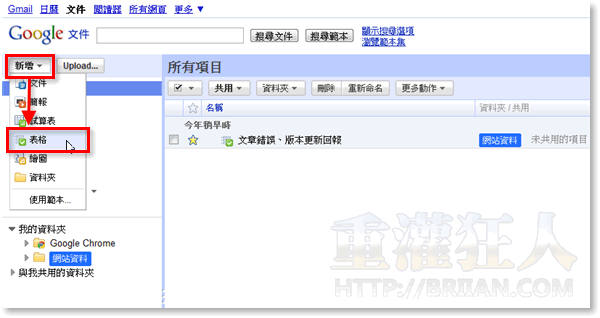 Gmail 日曆 文件 閱讀器 所有網頁 更多 ▼
Google 文件 搜尋文件 搜尋範本 顯示搜尋選項
瀏覽範本集
新增 Upload...
所有項目
共用 資料夾 刪除 重新命名 更多動作
名稱 資料夾 / 共用
今年稍早時
文章錯誤、版本更新回報 網站資料 未共用的項目
文件
簡報
試算表
表格
繪圖
資料夾
使用範本...
我的資料夾
Google Chrome
網站資料
與我共用的資料夾
重灌狂人
HTTP://BRIIAN.COM